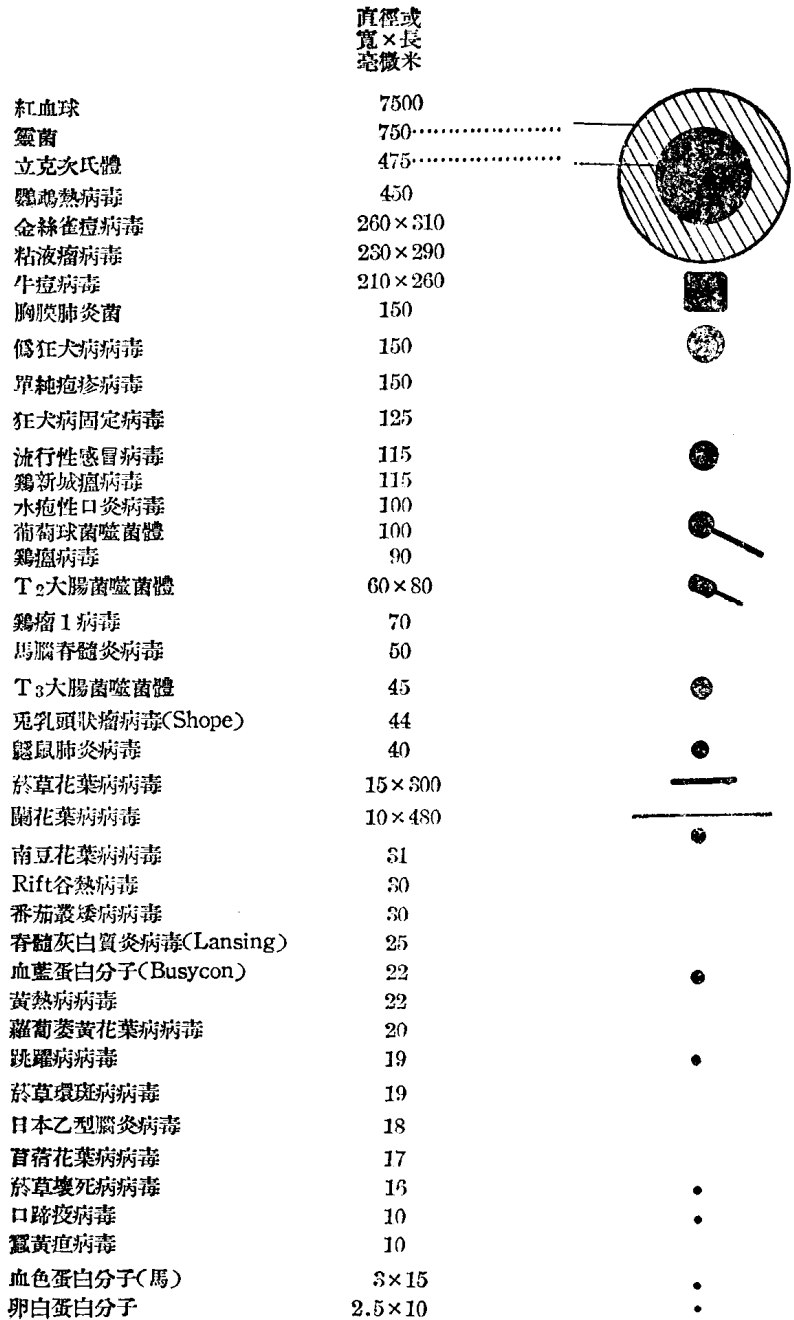 直徑或
寬×長
亳微米
紅血球 7500
靈菌 750
立克次氏體 475
鸚鵡熱病毒 450
金絲雀痘病毒 260×310
粘液瘤病毒 230×290
牛痘病毒 210×260
胸膜肺炎菌 150
僞狂犬病病毒 150
單純疱疹病毒 150
狂犬病固定病毒 125
流行性感冒病毒 115
鷄新城瘟病毒 115
水疱性口炎病毒 100
葡萄球菌噬菌體 100
鷄瘟病毒 90
T2大腸菌噬菌體 60×80
鷄瘤1病毒 70
馬腦脊髓炎病毒 50
T3大腸菌噬菌體 45
兎乳頭狀瘤病毒(Shope) 44
鼷鼠肺炎病毒 40
菸草花葉病病毒 15×300
蘭花葉病病毒 10×480
南豆花葉病病毒 31
Rift谷熱病毒 30
番茄叢矮病病毒 30
脊髓灰白質炎病毒(Lansing) 25
血藍蛋白分子(Busycon) 22
黃熱病病毒 22
蘿蔔蔞黃花葉病病毒 20
跳躍病病毒 19
菸草環斑病病毒 19
日本乙型腦炎病毒 18
苜蓿花葉病病毒 17
菸草壞死病病毒 16
口蹄疫病毒 10
蠶黃疸病毒 10
血色蛋白分子(馬) 3×15
卵白蛋白分子 2.5×10